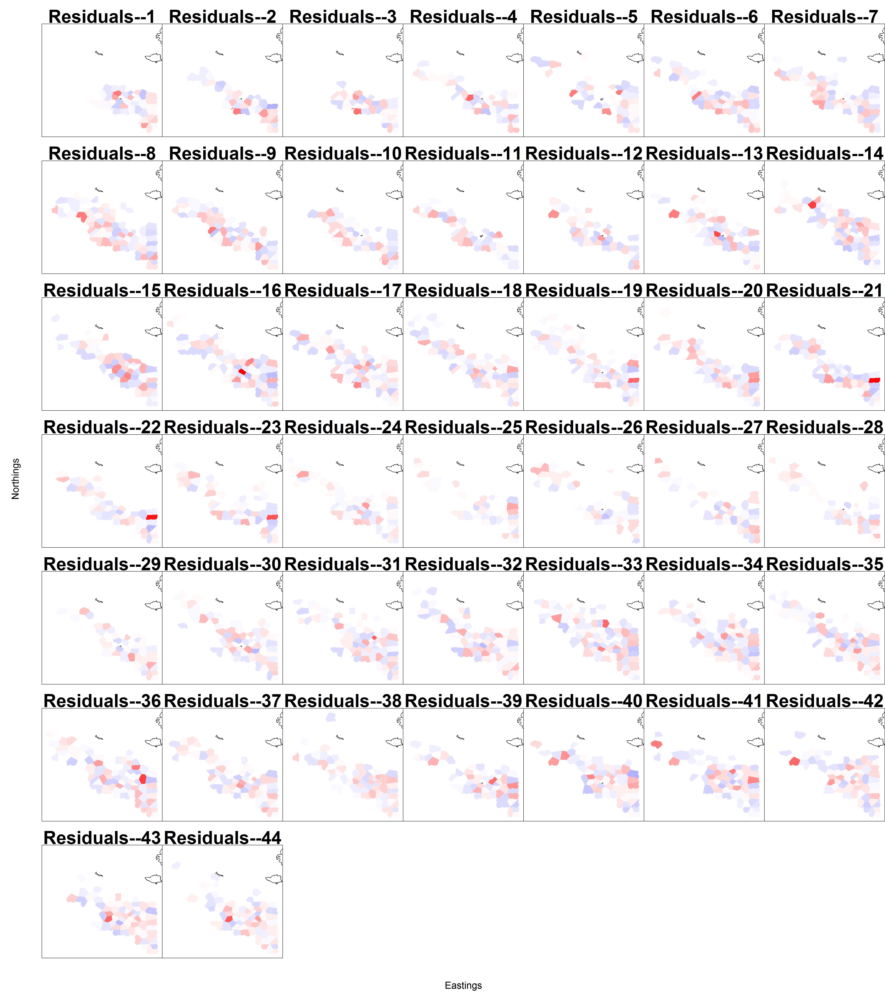 Residuals--1 Residuals--2 Residuals--3 Residuals--4 Residuals--5 Residuals--6 Residuals--7
Residuals--8 Residuals--9 Residuals--10 Residuals--11 Residuals--12 Residuals--13 Residuals--14
Residuals--15 Residuals--16 Residuals--17 Residuals--18 Residuals--19 Residuals--20 Residuals--21
Residuals--22 Residuals--23 Residuals--24 Residuals--25 Residuals--26 Residuals--27 Residuals--28
Northings
Residuals--29 Residuals--30 Residuals--31 Residuals--32 Residuals--33 Residuals--34 Residuals--35
Residuals--36 Residuals--37 Residuals--38 Residuals--39 Residuals--40 Residuals--41 Residuals--42
Residuals--43 Residuals--44
Eastings